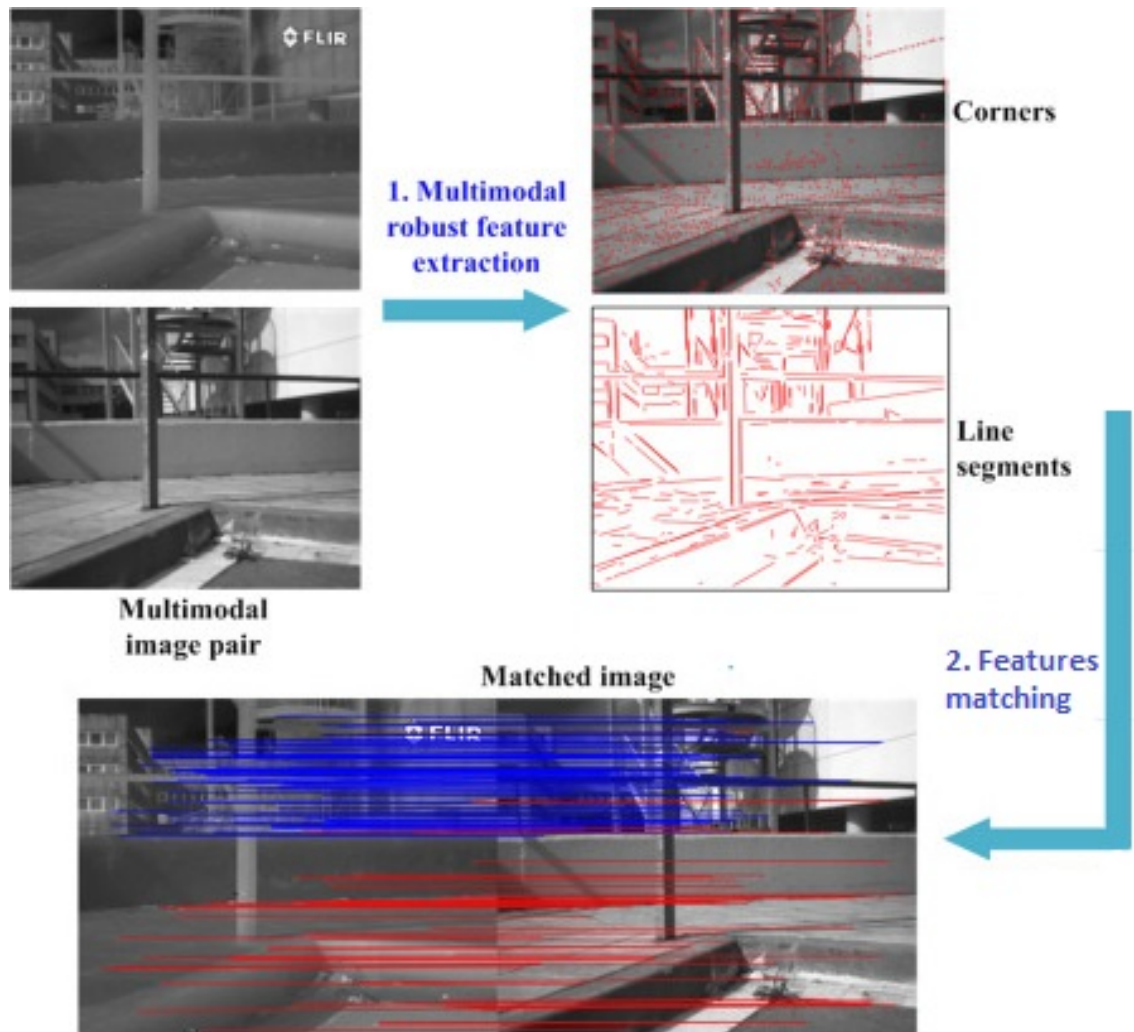 FLIR
1. Multimodal
robust feature
extraction
Corners
Line
segments
Multimodal
image pair
Matched image
2. Features
matching
FLIR